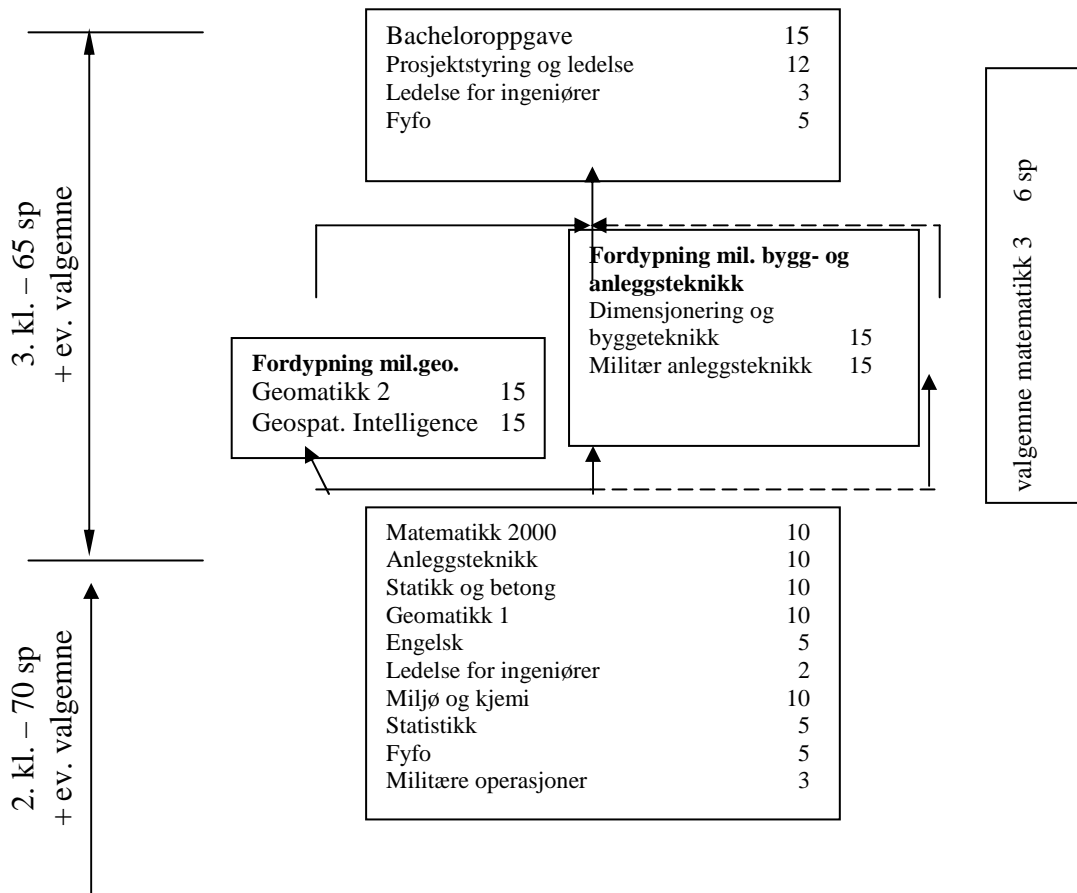 Bacheloroppgave 15
Prosjektstyring og ledelse 12
Ledelse for ingeniører 3
Fyfo 5
3. kl. – 65 sp
+ ev. valgemne
valgemne matematikk 3 6 sp
Fordypning mil. bygg- og
anleggsteknikk
Dimensjonering og
byggeteknikk 15
Militær anleggsteknikk 15
Fordypning mil.geo.
Geomatikk 2 15
Geospat. Intelligence 15
Matematikk 2000 10
Anleggsteknikk 10
Statikk og betong 10
Geomatikk 1 10
Engelsk 5
Ledelse for ingeniører 2
Miljø og kjemi 10
Statistikk 5
Fyfo 5
Militære operasjoner 3
2. kl. – 70 sp
+ ev. valgemne